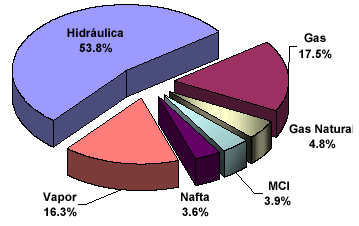 Hidráulica
53.8%
Gas
17.5%
Gas Natural
4.8%
MCI
3.9%
Nafta
3.6%
Vapor
16.3%